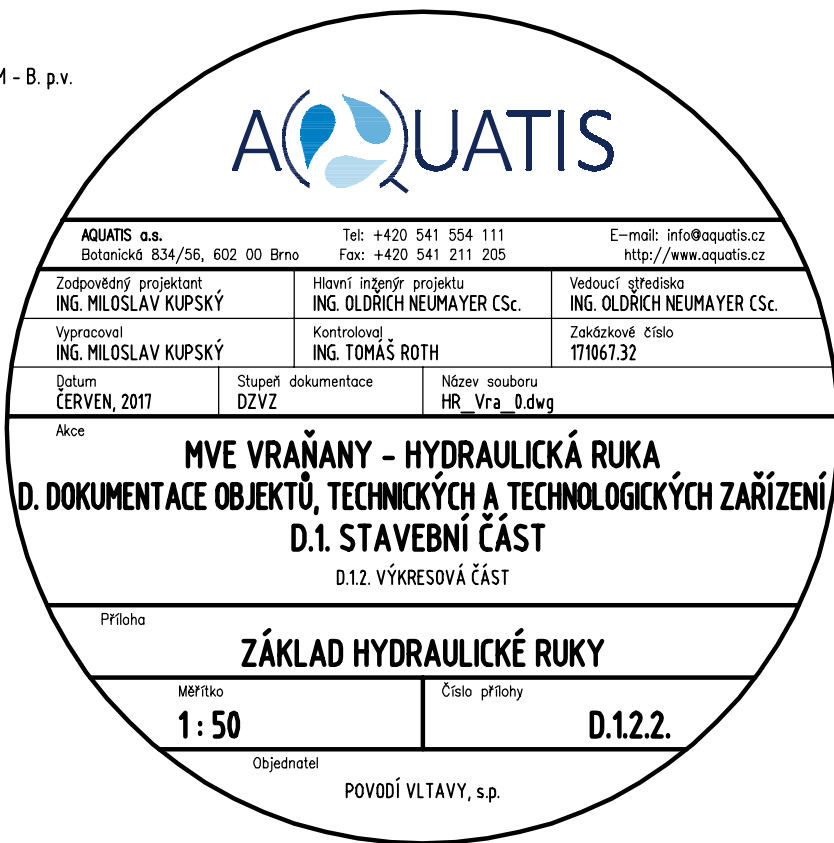 M - B. p.v.
AQUATIS
AQUATIS a.s.
Botanická 834/56, 602 00 Brno
Tel: +420 541 554 111
Fax: +420 541 211 205
E-mail: info@aquatis.cz
http://www.aquatis.cz
Zodpovědný projektant
ING. MILOSLAV KUPSKÝ
Hlavní inženýr projektu
ING. OLDŘICH NEUMAYER CSc.
Vedoucí střediska
ING. OLDŘICH NEUMAYER CSc.
Vypracoval
ING. MILOSLAV KUPSKÝ
Kontroloval
ING. TOMÁŠ ROTH
Zakázkové číslo
171067.32
Datum
ČERVEN, 2017
Stupeň dokumentace
DZVZ
Název souboru
HR_Vra_0.dwg
Akce
MVE VRAŇANY - HYDRAULICKÁ RUKA
D. DOKUMENTACE OBJEKTŮ, TECHNICKÝCH A TECHNOLOGICKÝCH ZAŘÍZENÍ
D.1. STAVEBNÍ ČÁST
D.1.2. VÝKRESOVÁ ČÁST
Příloha
ZÁKLAD HYDRAULICKÉ RUKY
Měřítko
1 : 50
Číslo přílohy
D.1.2.2.
Objednatel
POVODÍ VLTAVY, s.p.